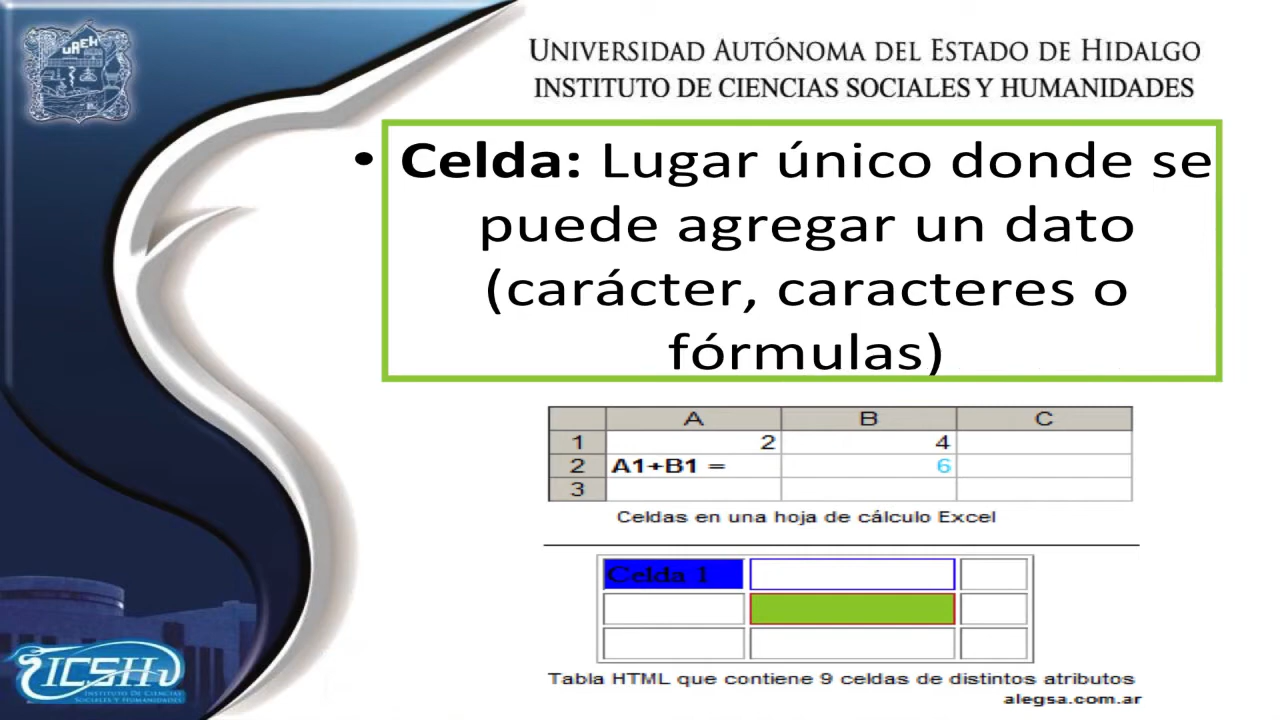 UAEH
UNIVERSIDAD AUTÓNOMA DEL ESTADO DE HIDALGO
INSTITUTO DE CIENCIAS SOCIALES Y HUMANIDADES
• Celda: Lugar único donde se
puede agregar un dato
(carácter, caracteres o
fórmulas)
A B C
1 2 4
2 A1+B1 = 6
3
Celdas en una hoja de cálculo Excel
Celda 1
Tabla HTML que contiene 9 celdas de distintos atributos
alegsa.com.ar
ICSHu
INSTITUTO DE CIENCIAS
SOCIALES Y HUMANIDADES